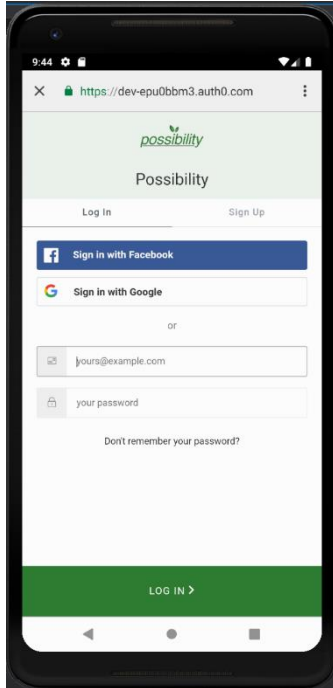 9:44
https://dev-epu0bbm3.auth0.com
possibility
Possibility
Log In Sign Up
Sign in with Facebook
Sign in with Google
or
yours@example.com
your password
Don't remember your password?
LOG IN >